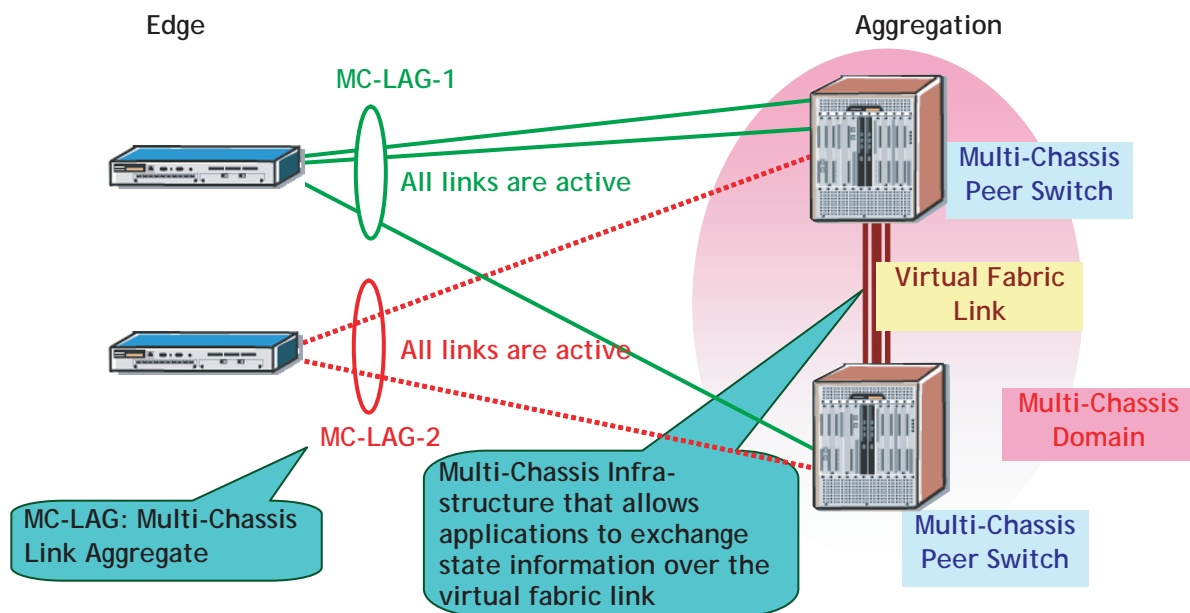 Edge
Aggregation
MC-LAG-1
All links are active
Multi-Chassis
Peer Switch
Virtual Fabric
Link
All links are active
MC-LAG-2
Multi-Chassis
Domain
MC-LAG: Multi-Chassis
Link Aggregate
Multi-Chassis Infra-
structure that allows
applications to exchange
state information over the
virtual fabric link
Multi-Chassis
Peer Switch